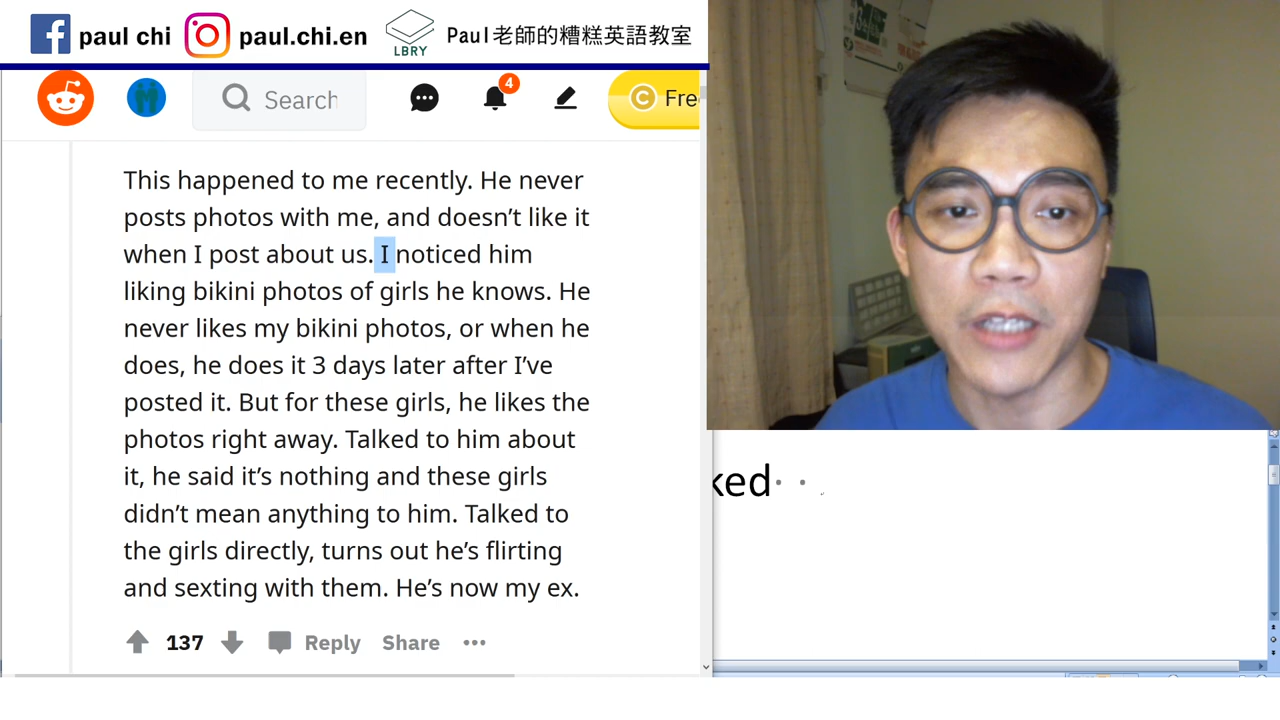 paul chi
paul.chi.en
LBRY
Paul老師的糟糕英語教室
Search
4
Fre
This happened to me recently. He never
posts photos with me, and doesn’t like it
when I post about us. I noticed him
liking bikini photos of girls he knows. He
never likes my bikini photos, or when he
does, he does it 3 days later after I’ve
posted it. But for these girls, he likes the
photos right away. Talked to him about
it, he said it’s nothing and these girls
didn’t mean anything to him. Talked to
the girls directly, turns out he’s flirting
and sexting with them. He’s now my ex.
137
Reply
Share
ked